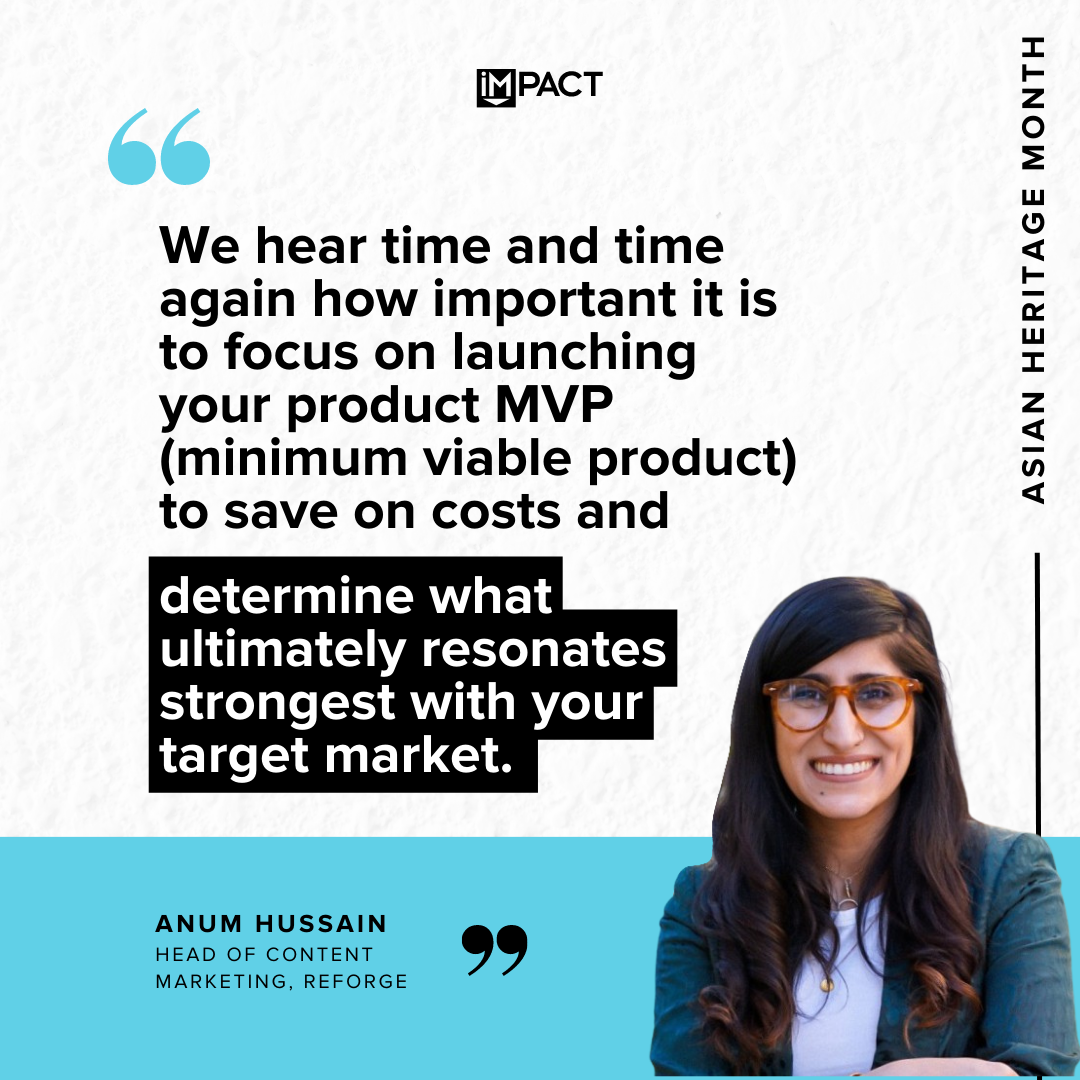 iMPACT
ASIAN HERITAGE MONTH
“
We hear time and time
again how important it is
to focus on launching
your product MVP
(minimum viable product)
to save on costs and
determine what
ultimately resonates
strongest with your
target market.
ANUM HUSSAIN
HEAD OF CONTENT
MARKETING, REFORGE
”